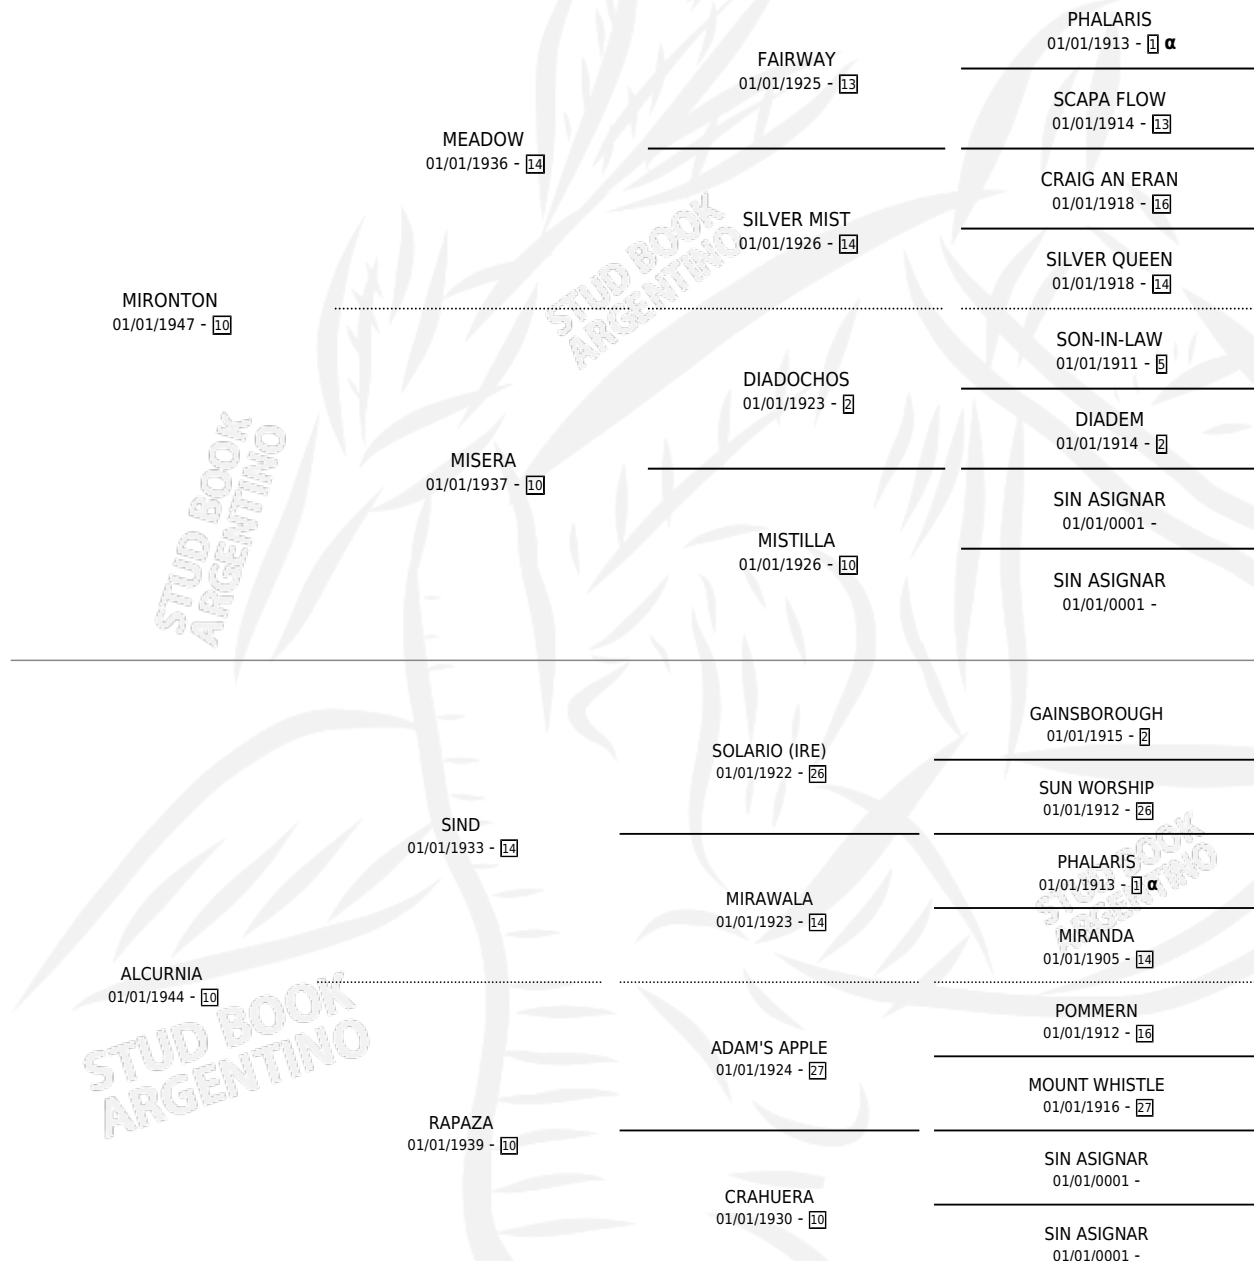 PHALARIS
01/01/1913 - 1 α
FAIRWAY
01/01/1925 - 13
SCAPA FLOW
01/01/1914 - 13
MEADOW
01/01/1936 - 14
CRAIG AN ERAN
01/01/1918 - 16
SILVER MIST
01/01/1926 - 14
SILVER QUEEN
01/01/1918 - 14
MIRONTON
01/01/1947 - 10
SON-IN-LAW
01/01/1911 - 5
DIADOCHOS
01/01/1923 - 2
DIADEM
01/01/1914 - 2
MISERA
01/01/1937 - 10
SIN ASIGNAR
01/01/0001 -
MISTILLA
01/01/1926 - 10
SIN ASIGNAR
01/01/0001 -
GAINSBOROUGH
01/01/1915 - 2
SOLARIO (IRE)
01/01/1922 - 26
SUN WORSHIP
01/01/1912 - 26
SIND
01/01/1933 - 14
PHALARIS
01/01/1913 - 1 α
MIRAWALA
01/01/1923 - 14
MIRANDA
01/01/1905 - 14
ALCURNIA
01/01/1944 - 10
POMMERN
01/01/1912 - 16
ADAM'S APPLE
01/01/1924 - 27
MOUNT WHISTLE
01/01/1916 - 27
RAPAZA
01/01/1939 - 10
SIN ASIGNAR
01/01/0001 -
CRAHUERA
01/01/1930 - 10
SIN ASIGNAR
01/01/0001 -
STUD BOOK
ARGENTINO
STUD BOOK
ARGENTINO
STUD BOOK
ARGENTINO
STUD BOOK
ARGENTINO